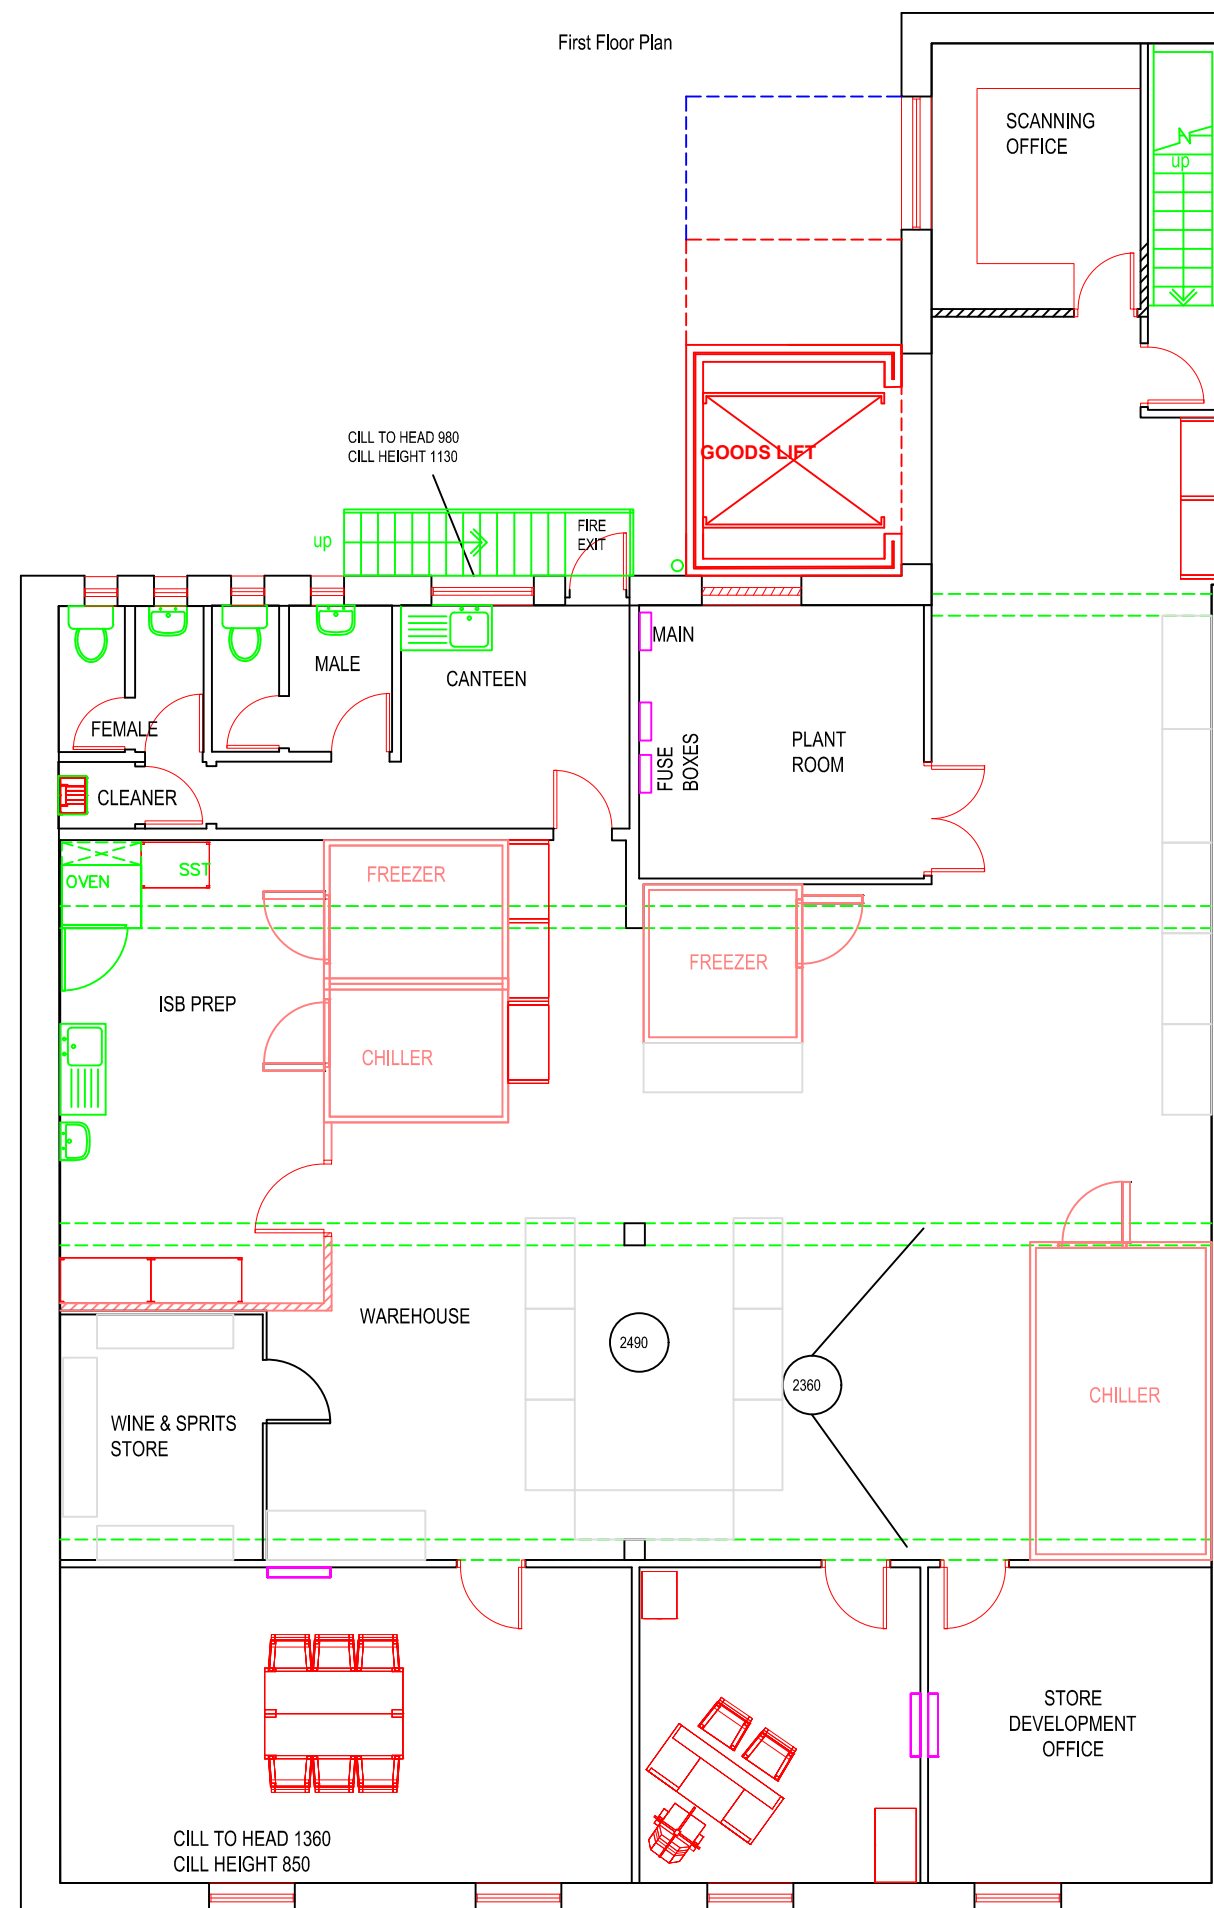 First Floor Plan
SCANNING
OFFICE
up
GOODS LIFT
CILL TO HEAD 980
CILL HEIGHT 1130
FIRE
EXIT
up
MAIN
MALE
CANTEEN
FEMALE
FUSE
BOXES
PLANT
ROOM
CLEANER
OVEN
SST
FREEZER
FREEZER
ISB PREP
CHILLER
WAREHOUSE
2490
2360
CHILLER
WINE & SPRITS
STORE
STORE
DEVELOPMENT
OFFICE
CILL TO HEAD 1360
CILL HEIGHT 850